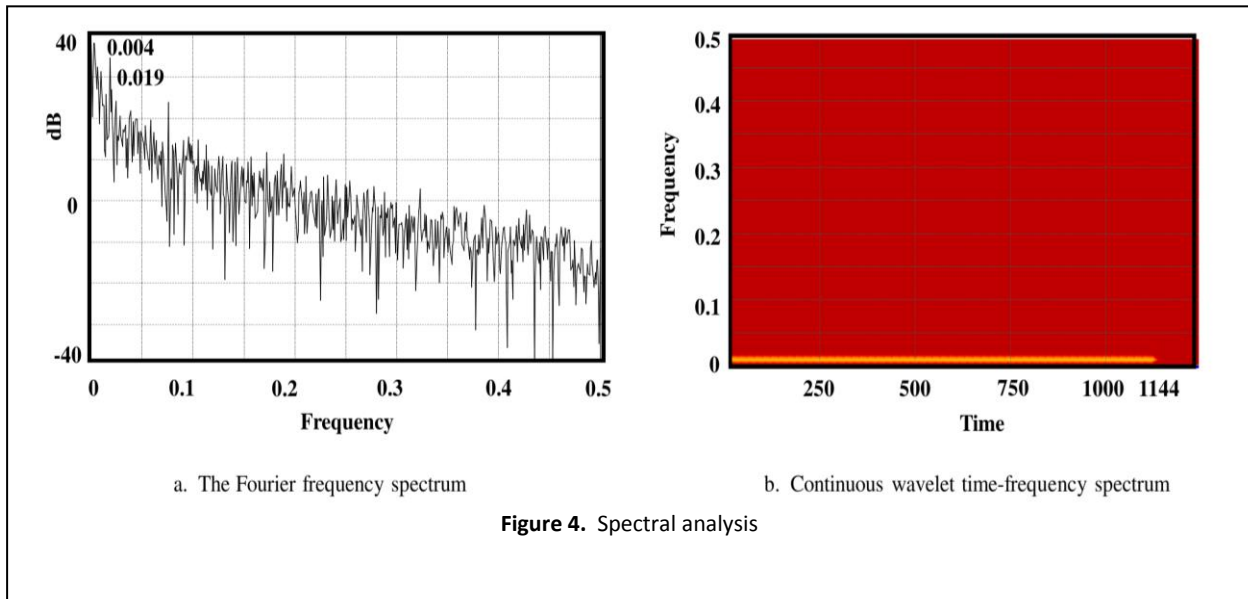 40
0.004
0.019
dB
0
-40
0 0.1 0.2 0.3 0.4 0.5
Frequency
a. The Fourier frequency spectrum
0.5
0.4
0.3
0.2
0.1
0
Frequency
250 500 750 1000 1144
Time
b. Continuous wavelet time-frequency spectrum
Figure 4. Spectral analysis